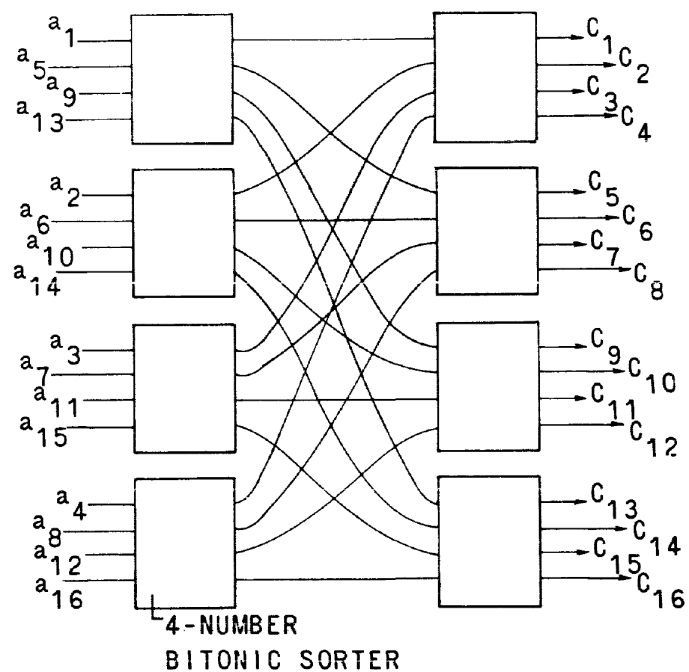 a1
a5
a9
a13
a2
a6
a10
a14
a3
a7
a11
a15
a4
a8
a12
a16
C1
C2
C3
C4
C5
C6
C7
C8
C9
C10
C11
C12
C13
C14
C15
C16
4-NUMBER
BITONIC SORTER